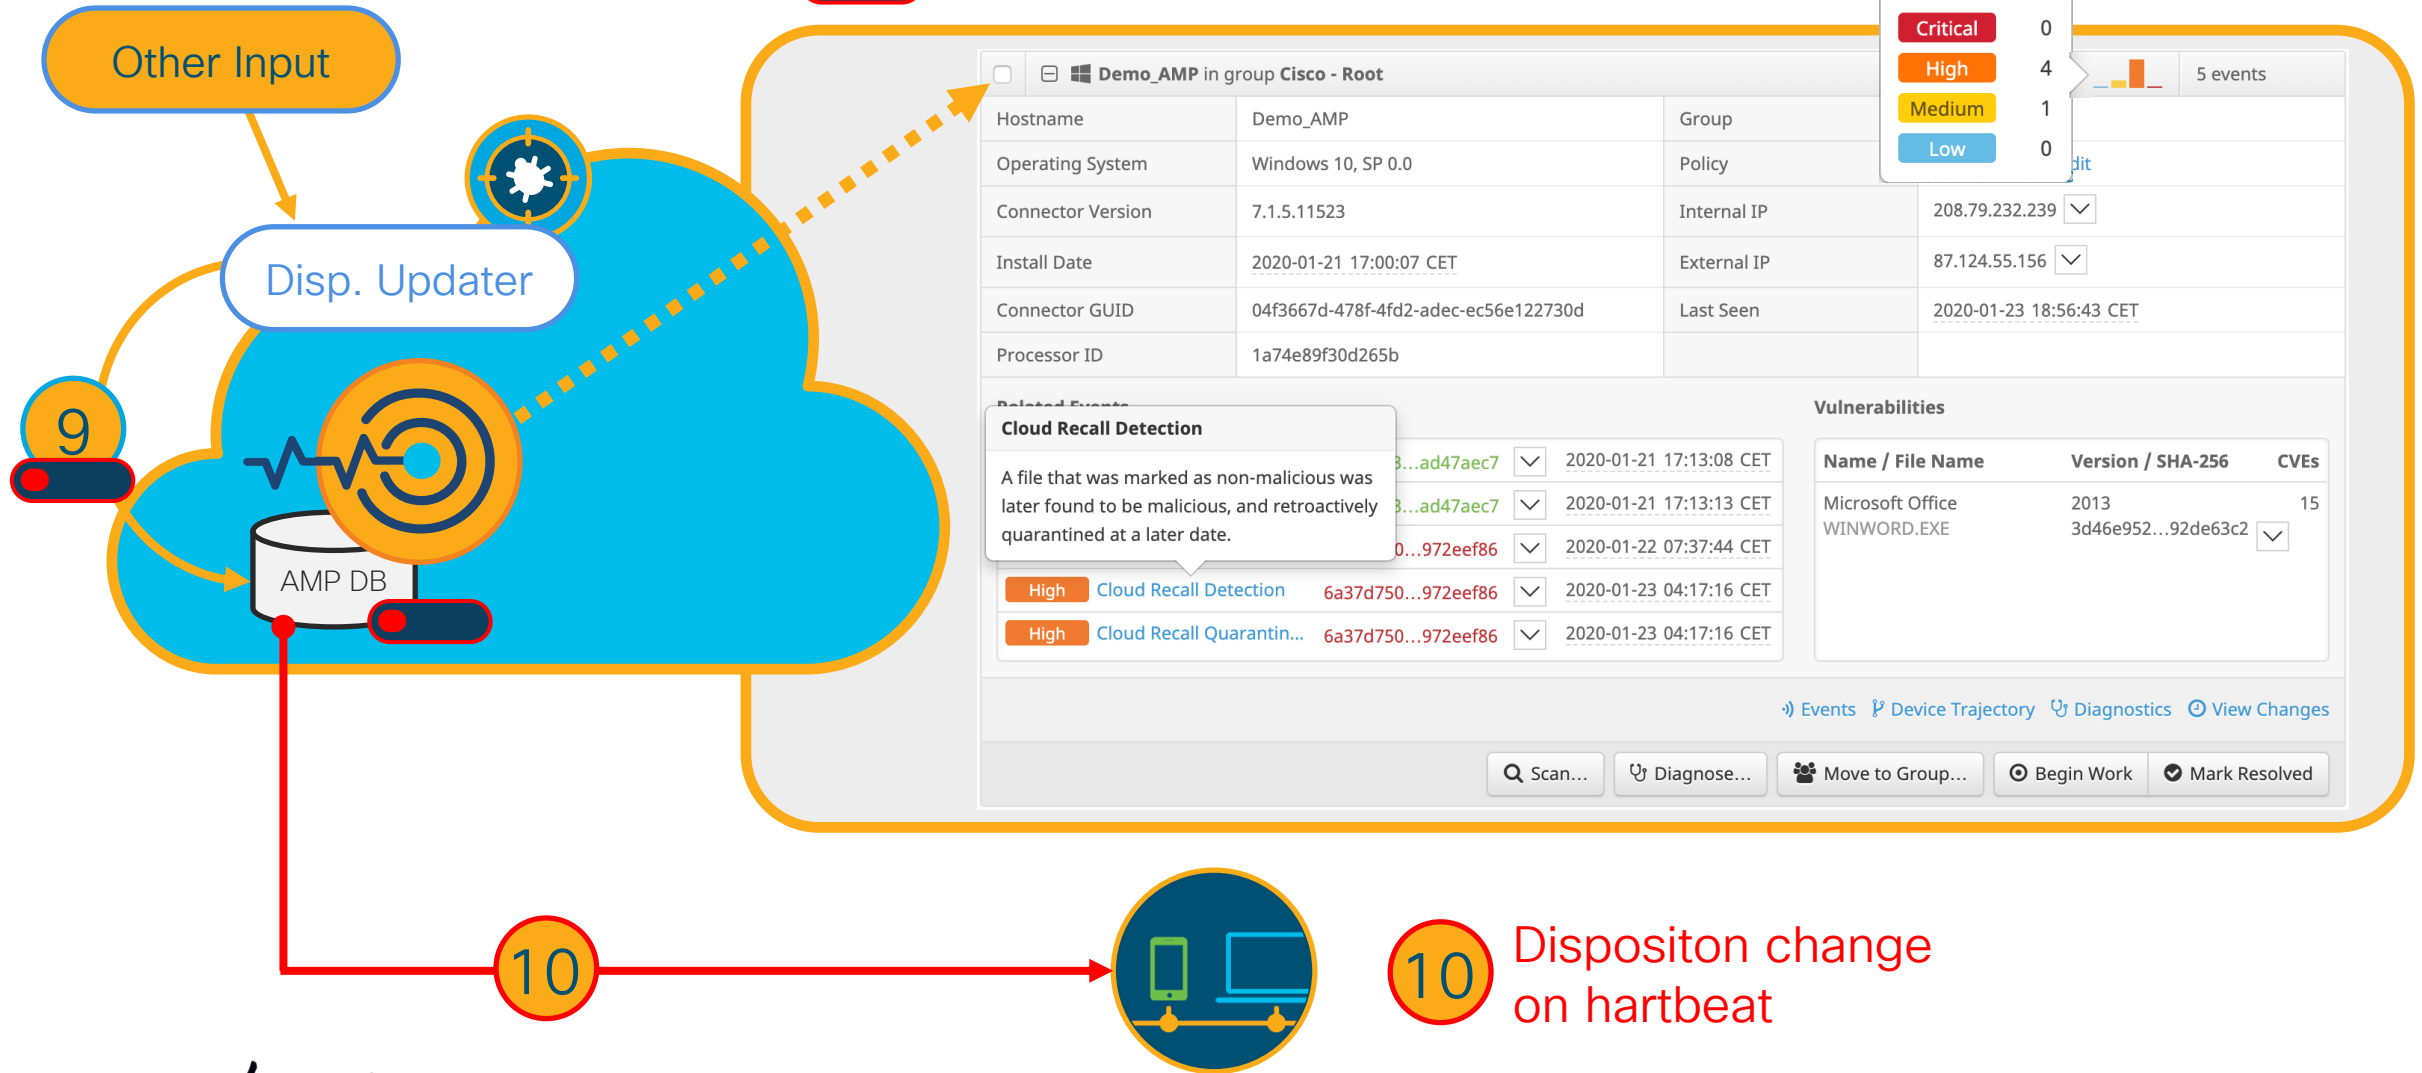 Other Input
Disp. Updater
9
AMP DB
10
Critical 0
High 4
Medium 1
Low 0
Demo_AMP in group Cisco - Root
5 events
Hostname Demo_AMP Group
Operating System Windows 10, SP 0.0 Policy
Connector Version 7.1.5.11523 Internal IP 208.79.232.239
Install Date 2020-01-21 17:00:07 CET External IP 87.124.55.156
Connector GUID 04f3667d-478f-4fd2-adec-ec56e122730d Last Seen 2020-01-23 18:56:43 CET
Processor ID 1a74e89f30d265b
Related Events
Cloud Recall Detection
A file that was marked as non-malicious was
later found to be malicious, and retroactively
quarantined at a later date.
...ad47aec7 2020-01-21 17:13:08 CET
...ad47aec7 2020-01-21 17:13:13 CET
...972eef86 2020-01-22 07:37:44 CET
High Cloud Recall Detection 6a37d750...972eef86 2020-01-23 04:17:16 CET
High Cloud Recall Quarantin... 6a37d750...972eef86 2020-01-23 04:17:16 CET
Vulnerabilities
Name / File Name Version / SHA-256 CVEs
Microsoft Office 2013 15
WINWORD.EXE 3d46e952...92de63c2
Events Device Trajectory Diagnostics View Changes
Scan... Diagnose... Move to Group... Begin Work Mark Resolved
10 Dispositon change
on hartbeat